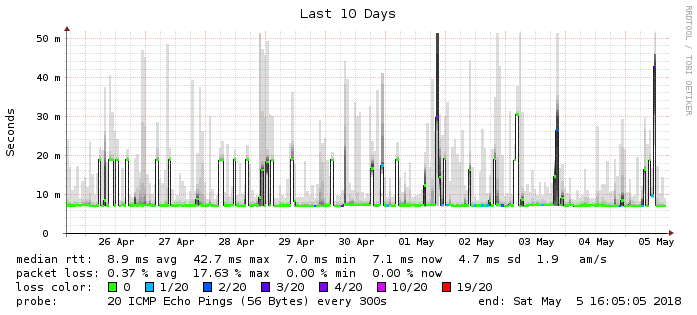 Last 10 Days
RRDTOOL / TOBI OETIKER
Seconds
50 m
40 m
30 m
20 m
10 m
0
26 Apr 27 Apr 28 Apr 29 Apr 30 Apr 01 May 02 May 03 May 04 May 05 May
median rtt: 8.9 ms avg 42.7 ms max 7.0 ms min 7.1 ms now 4.7 ms sd 1.9 am/s
packet loss: 0.37 % avg 17.63 % max 0.00 % min 0.00 % now
loss color: 0 1/20 2/20 3/20 4/20 10/20 19/20
probe: 20 ICMP Echo Pings (56 Bytes) every 300s end: Sat May 5 16:05:05 2018